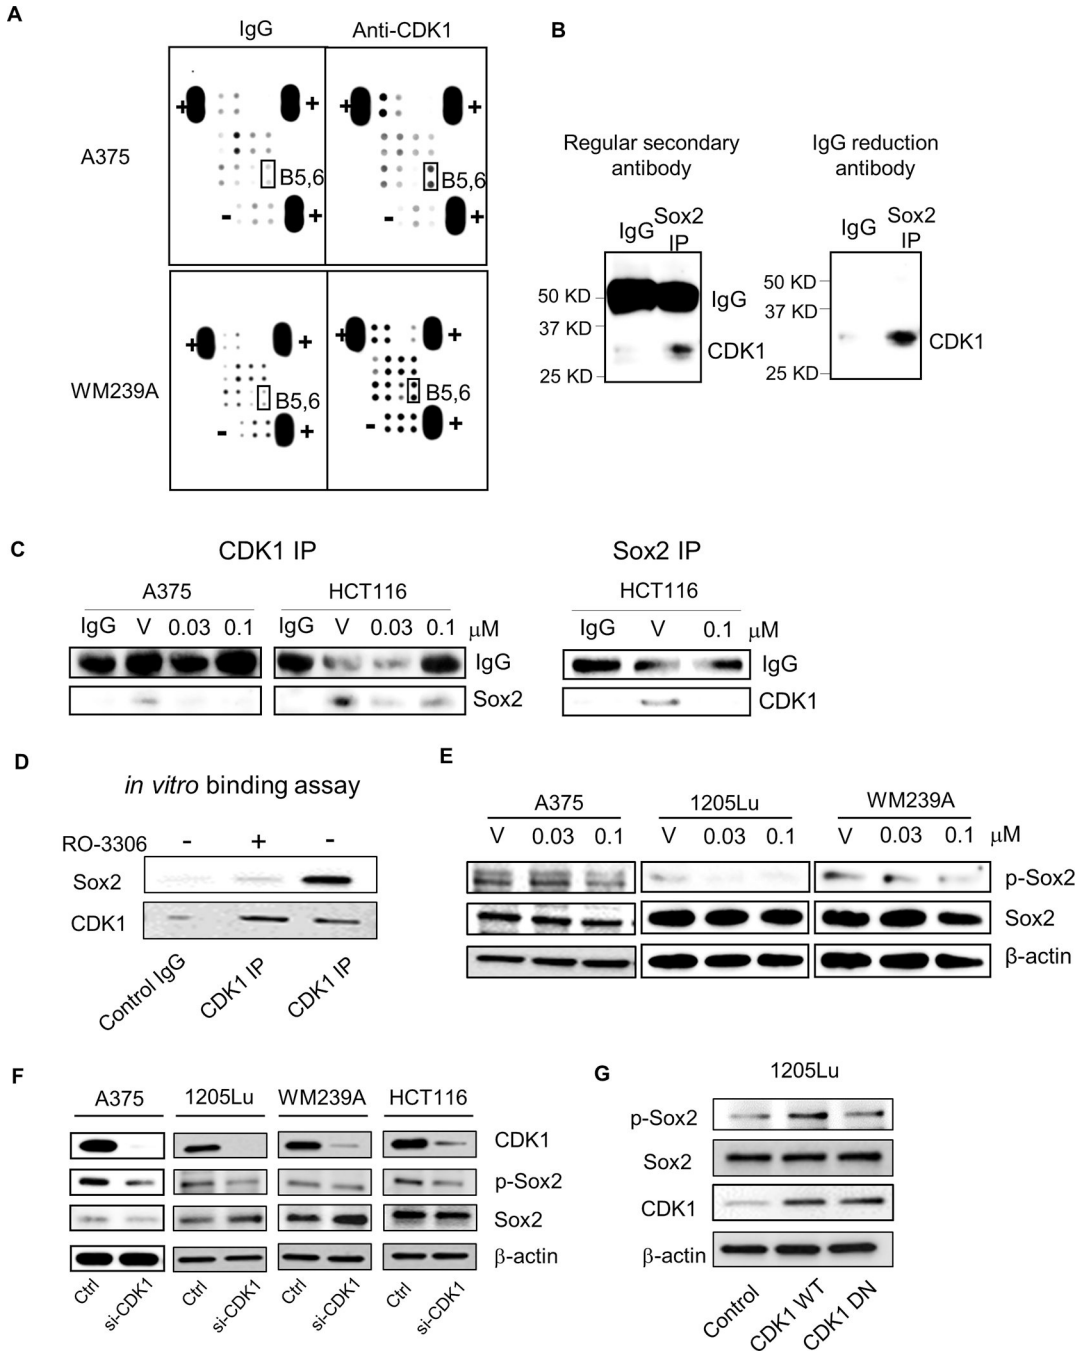 A
IgG Anti-CDK1
A375
+ + + +
B5,6 B5,6
- + - +
WM239A
+ + + +
B5,6 B5,6
- + - +
B
Regular secondary
antibody
IgG reduction
antibody
IgG Sox2
IP
IgG Sox2
IP
50 KD
37 KD
25 KD
IgG
CDK1
50 KD
37 KD
25 KD
CDK1
C
CDK1 IP Sox2 IP
A375 HCT116 HCT116
IgG V 0.03 0.1 IgG V 0.03 0.1 μM IgG V 0.1 μM
IgG IgG
Sox2 CDK1
D
in vitro binding assay
RO-3306 - + -
Sox2
CDK1
Control IgG CDK1 IP CDK1 IP
E
A375 1205Lu WM239A
V 0.03 0.1 V 0.03 0.1 V 0.03 0.1 μM
p-Sox2
Sox2
β-actin
F
A375 1205Lu WM239A HCT116
CDK1
p-Sox2
Sox2
β-actin
Ctrl si-CDK1 Ctrl si-CDK1 Ctrl si-CDK1 Ctrl si-CDK1
G
1205Lu
p-Sox2
Sox2
CDK1
β-actin
Control CDK1 WT CDK1 DN